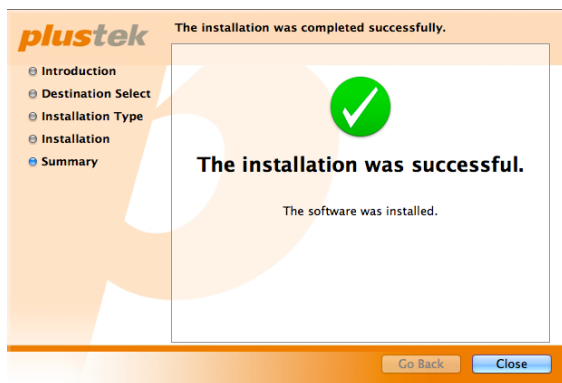 plustek
The installation was completed successfully.
Introduction
Destination Select
Installation Type
Installation
Summary
The installation was successful.
The software was installed.
Go Back
Close